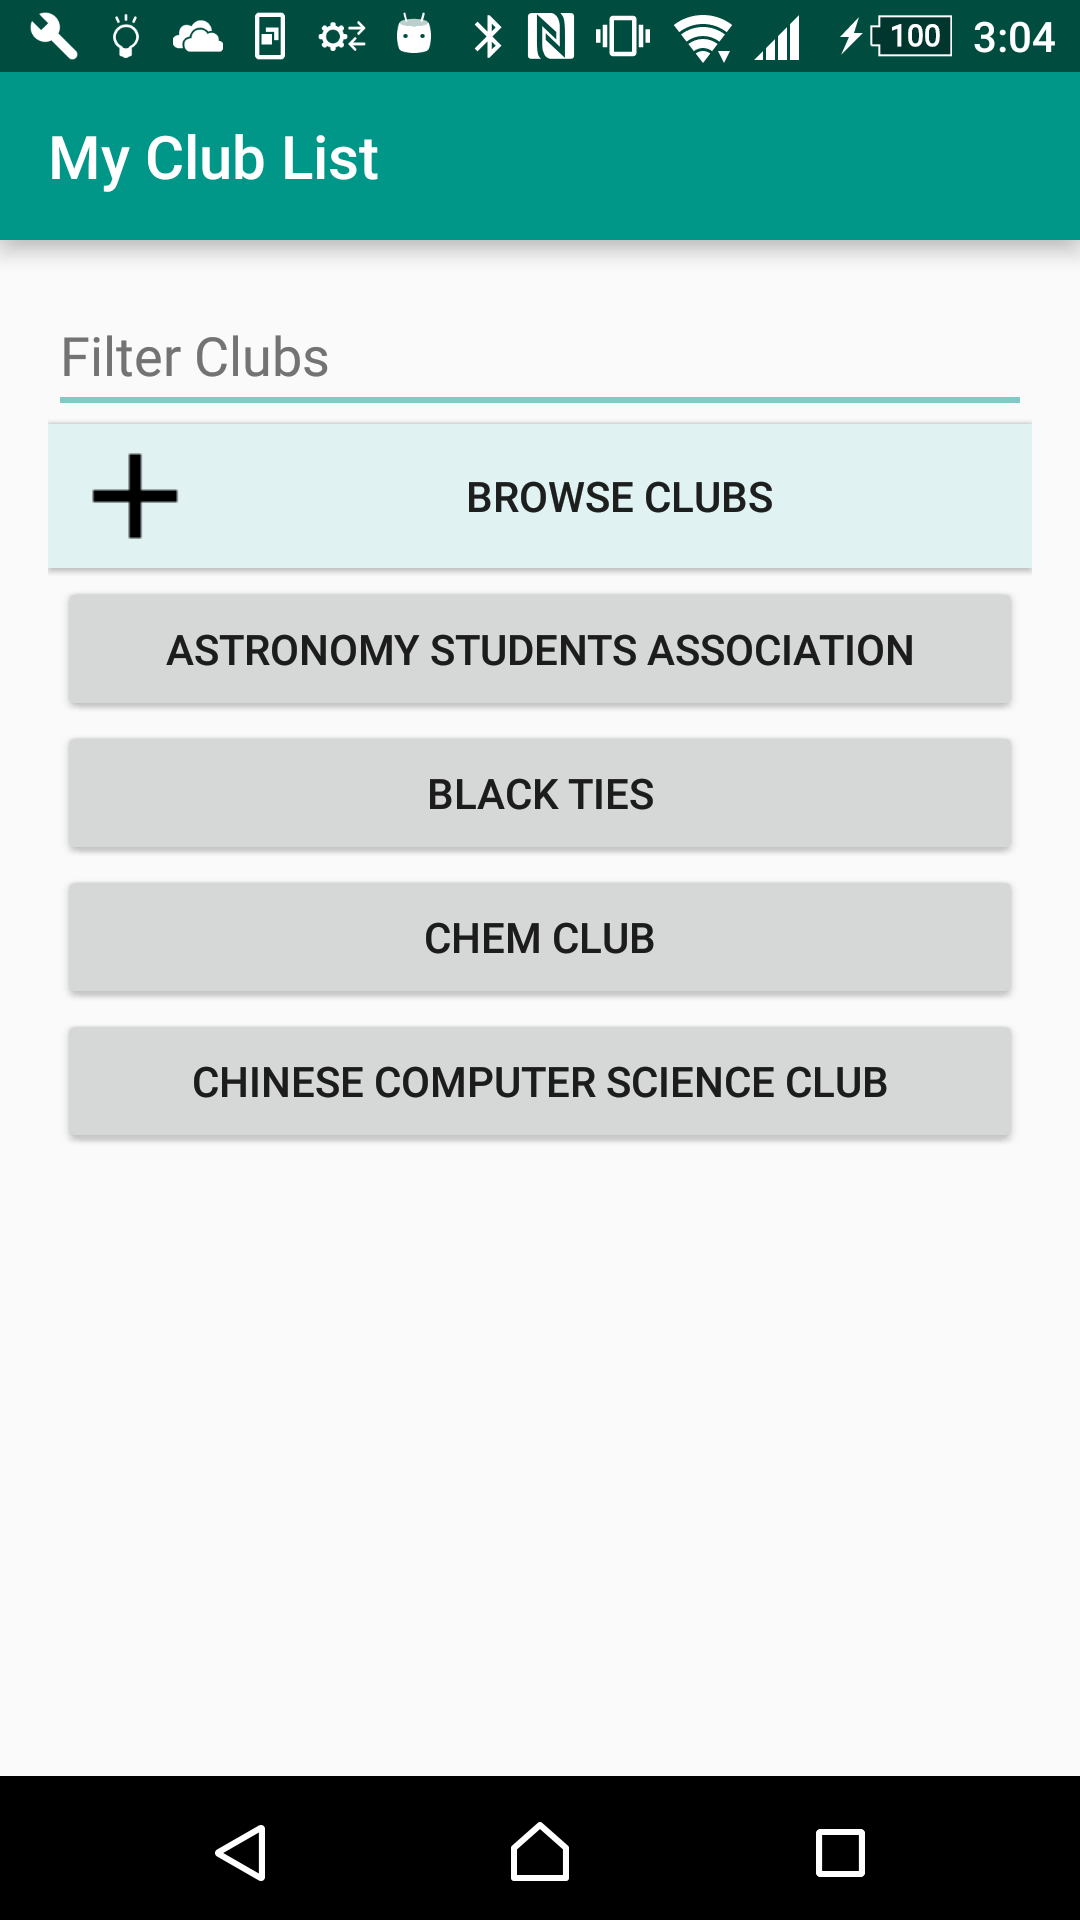 100 3:04
My Club List
Filter Clubs
BROWSE CLUBS
ASTRONOMY STUDENTS ASSOCIATION
BLACK TIES
CHEM CLUB
CHINESE COMPUTER SCIENCE CLUB